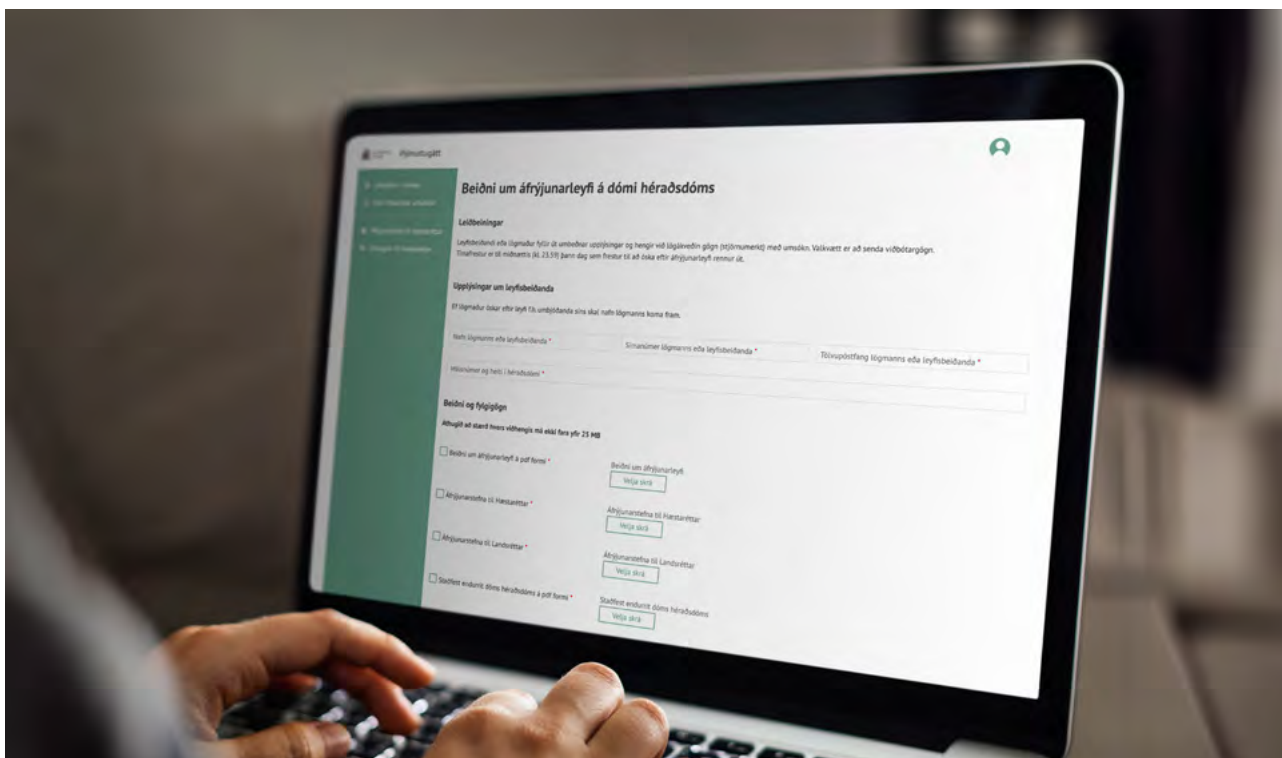 Þjónustugátt
Beiðni um áfrýjunarleyfi á dómi héraðsdóms
Leiðbeiningar
Leyfisbeiðandi eða lögmaður fyllir út umbeðnar upplýsingar og hengir við lögákveðin gögn (stjörnumerkt) með umsókn. Valkvætt er að senda viðbótargögn.
Tímafrestur er til miðnættis (kl. 23.59) þann dag sem frestur til að óska eftir áfrýjunarleyfi rennur út.
Upplýsingar um leyfisbeiðanda
Ef lögmaður óskar eftir leyfi f.h. umbjóðanda síns skal nafn lögmanns koma fram.
Nafn lögmanns eða leyfisbeiðanda * Símanúmer lögmanns eða leyfisbeiðanda * Tölvupóstfang lögmanns eða leyfisbeiðanda *
Málsnúmer og heiti í héraðsdómi *
Beiðni og fylgigögn
Athugið að stærð hvers viðhengis má ekki fara yfir 25 MB
Beiðni um áfrýjunarleyfi á pdf formi * Beiðni um áfrýjunarleyfi
Velja skrá
Áfrýjunarstefna til Hæstaréttar * Áfrýjunarstefna til Hæstaréttar
Velja skrá
Áfrýjunarstefna til Landsréttar * Áfrýjunarstefna til Landsréttar
Velja skrá
Staðfest endurrit dóms héraðsdóms á pdf formi * Staðfest endurrit dóms héraðsdóms
Velja skrá